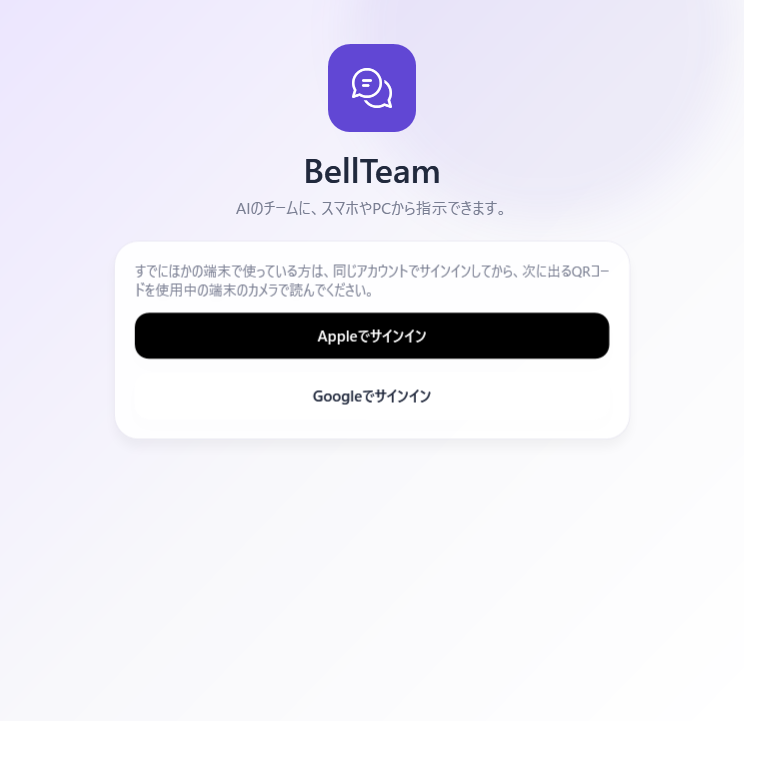 BellTeam
AIのチームに、スマホやPCから指示できます。
すでにほかの端末で使っている方は、同じアカウントでサインインしてから、次に出るQRコー
ドを使用中の端末のカメラで読んでください。
Appleでサインイン
Googleでサインイン